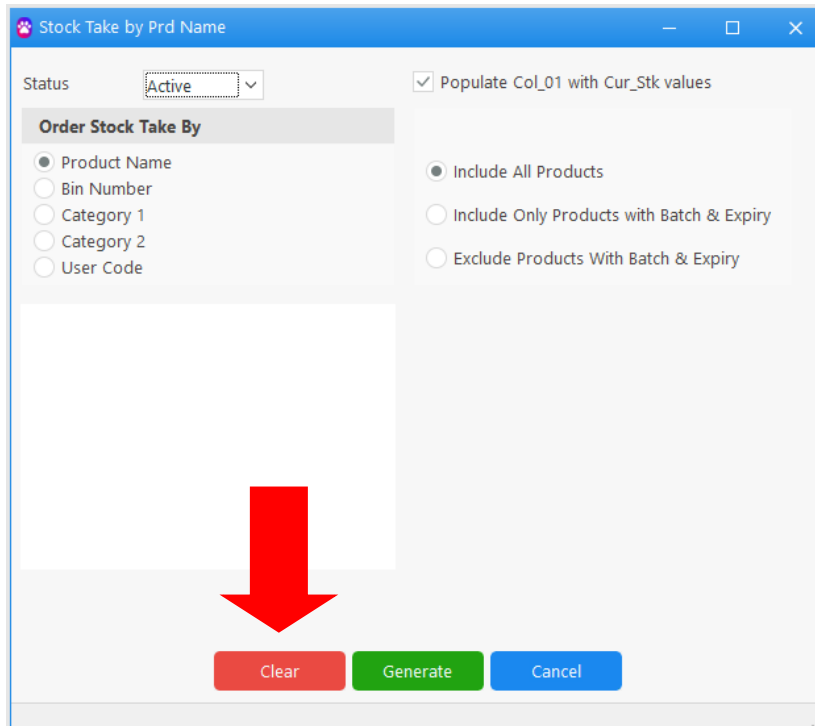 Stock Take by Prd Name
Status
Active
Populate Col_01 with Cur_Stk values
Order Stock Take By
Product Name
Bin Number
Category 1
Category 2
User Code
Include All Products
Include Only Products with Batch & Expiry
Exclude Products With Batch & Expiry
Clear
Generate
Cancel